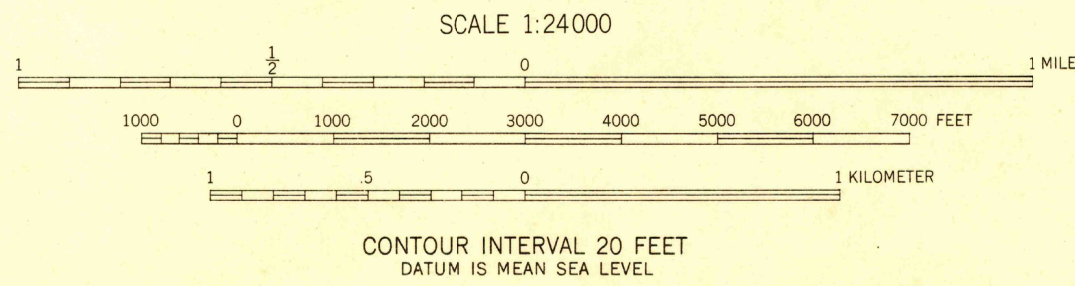 SCALE 1:24000
1 1/2 0 1 MILE
1000 0 1000 2000 3000 4000 5000 6000 7000 FEET
1 .5 0 1 KILOMETER
CONTOUR INTERVAL 20 FEET
DATUM IS MEAN SEA LEVEL